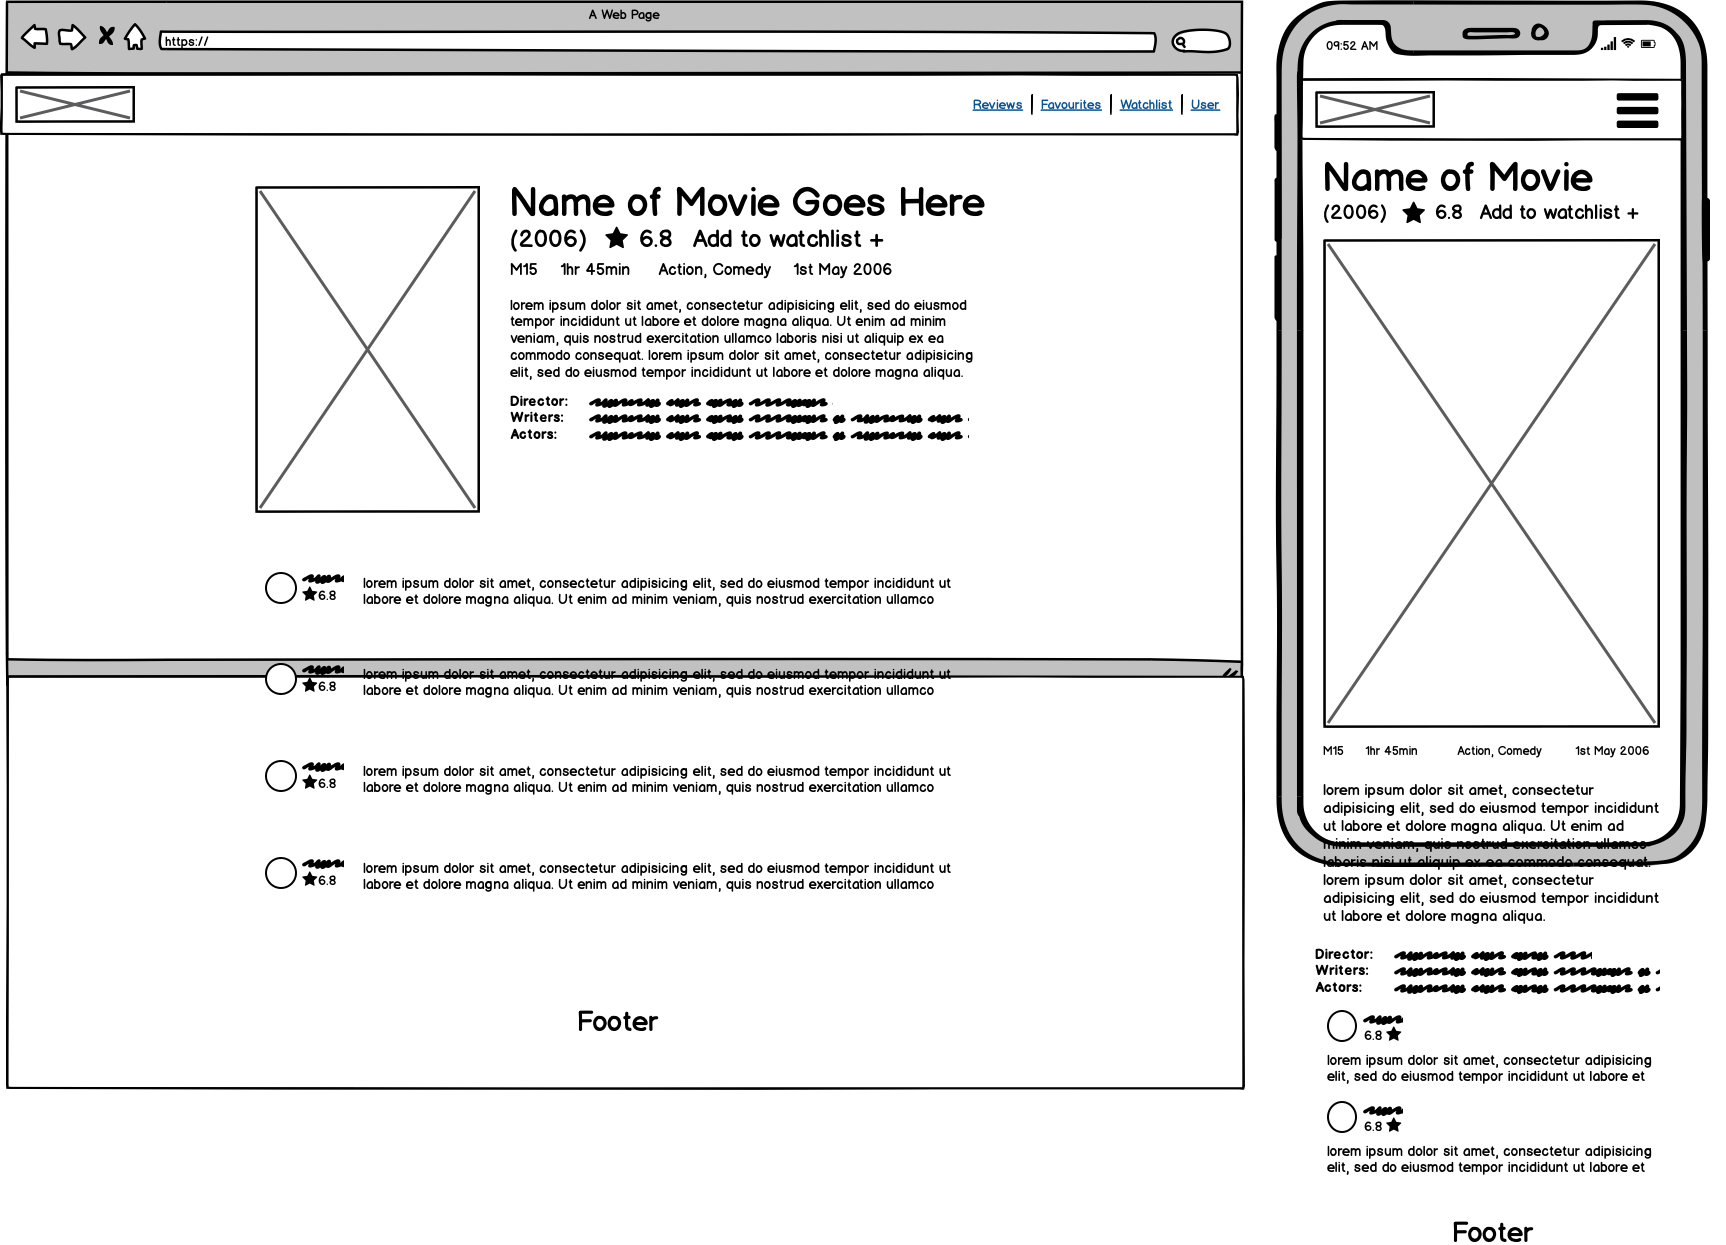 A Web Page
https://
Reviews Favourites Watchlist User
Name of Movie Goes Here
(2006) 6.8 Add to watchlist +
M15 1hr 45min Action, Comedy 1st May 2006
lorem ipsum dolor sit amet, consectetur adipisicing elit, sed do eiusmod
tempor incididunt ut labore et dolore magna aliqua. Ut enim ad minim
veniam, quis nostrud exercitation ullamco laboris nisi ut aliquip ex ea
commodo consequat. lorem ipsum dolor sit amet, consectetur adipisicing
elit, sed do eiusmod tempor incididunt ut labore et dolore magna aliqua.
Director:
Writers:
Actors:
lorem ipsum dolor sit amet, consectetur adipisicing elit, sed do eiusmod tempor incididunt ut
6.8
labore et dolore magna aliqua. Ut enim ad minim veniam, quis nostrud exercitation ullamco
lorem ipsum dolor sit amet, consectetur adipisicing elit, sed do eiusmod tempor incididunt ut
6.8
labore et dolore magna aliqua. Ut enim ad minim veniam, quis nostrud exercitation ullamco
lorem ipsum dolor sit amet, consectetur adipisicing elit, sed do eiusmod tempor incididunt ut
6.8
labore et dolore magna aliqua. Ut enim ad minim veniam, quis nostrud exercitation ullamco
lorem ipsum dolor sit amet, consectetur adipisicing elit, sed do eiusmod tempor incididunt ut
6.8
labore et dolore magna aliqua. Ut enim ad minim veniam, quis nostrud exercitation ullamco
Footer
09:52 AM
Name of Movie
(2006) 6.8 Add to watchlist +
M15 1hr 45min Action, Comedy 1st May 2006
lorem ipsum dolor sit amet, consectetur
adipisicing elit, sed do eiusmod tempor incididunt
ut labore et dolore magna aliqua. Ut enim ad
minim veniam, quis nostrud exercitation ullamco
laboris nisi ut aliquip ex ea commodo consequat.
lorem ipsum dolor sit amet, consectetur
adipisicing elit, sed do eiusmod tempor incididunt
ut labore et dolore magna aliqua.
Director:
Writers:
Actors:
6.8
lorem ipsum dolor sit amet, consectetur adipisicing
elit, sed do eiusmod tempor incididunt ut labore et
6.8
lorem ipsum dolor sit amet, consectetur adipisicing
elit, sed do eiusmod tempor incididunt ut labore et
Footer